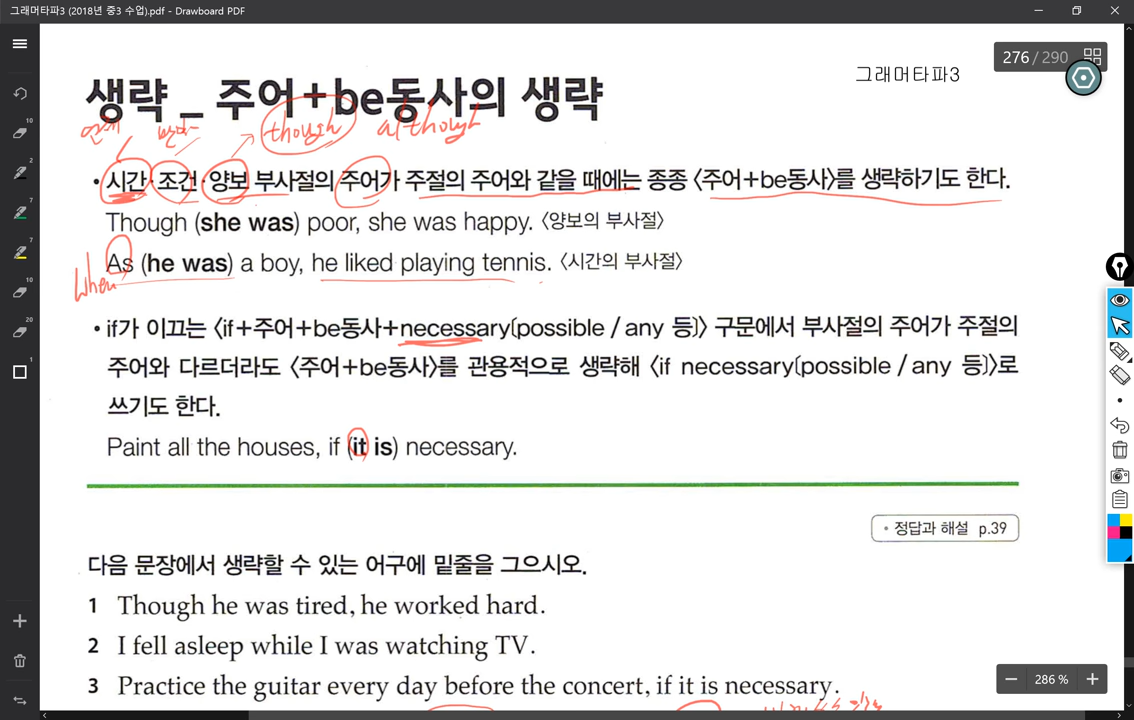 그래머타파3 (2018년 중3 수업).pdf - Drawboard PDF
276 / 290
그래머타파3
생략 _ 주어+be동사의 생략
though although
• 시간·조건·양보 부사절의 주어가 주절의 주어와 같을 때에는 종종 〈주어+be동사〉를 생략하기도 한다.
Though (she was) poor, she was happy. 〈양보의 부사절〉
As (he was) a boy, he liked playing tennis. 〈시간의 부사절〉
When
• if가 이끄는 〈if+주어+be동사+necessary(possible / any 등)〉 구문에서 부사절의 주어가 주절의
주어와 다르더라도 〈주어+be동사〉를 관용적으로 생략해 〈if necessary(possible / any 등)〉로
쓰기도 한다.
Paint all the houses, if (it is) necessary.
• 정답과 해설 p.39
다음 문장에서 생략할 수 있는 어구에 밑줄을 그으시오.
1 Though he was tired, he worked hard.
2 I fell asleep while I was watching TV.
3 Practice the guitar every day before the concert, if it is necessary.
286 %
10
2
7
7
10
20
1